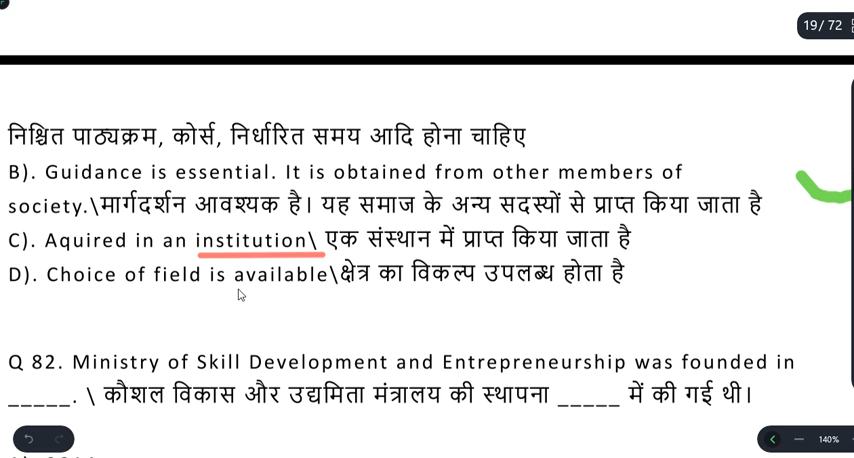 19/ 72
निश्चित पाठ्यक्रम, कोर्स, निर्धारित समय आदि होना चाहिए
B). Guidance is essential. It is obtained from other members of
society.\मार्गदर्शन आवश्यक है। यह समाज के अन्य सदस्यों से प्राप्त किया जाता है
C). Aquired in an institution\ एक संस्थान में प्राप्त किया जाता है
D). Choice of field is available\क्षेत्र का विकल्प उपलब्ध होता है
Q 82. Ministry of Skill Development and Entrepreneurship was founded in
_____. \ कौशल विकास और उद्यमिता मंत्रालय की स्थापना _____ में की गई थी।
140%